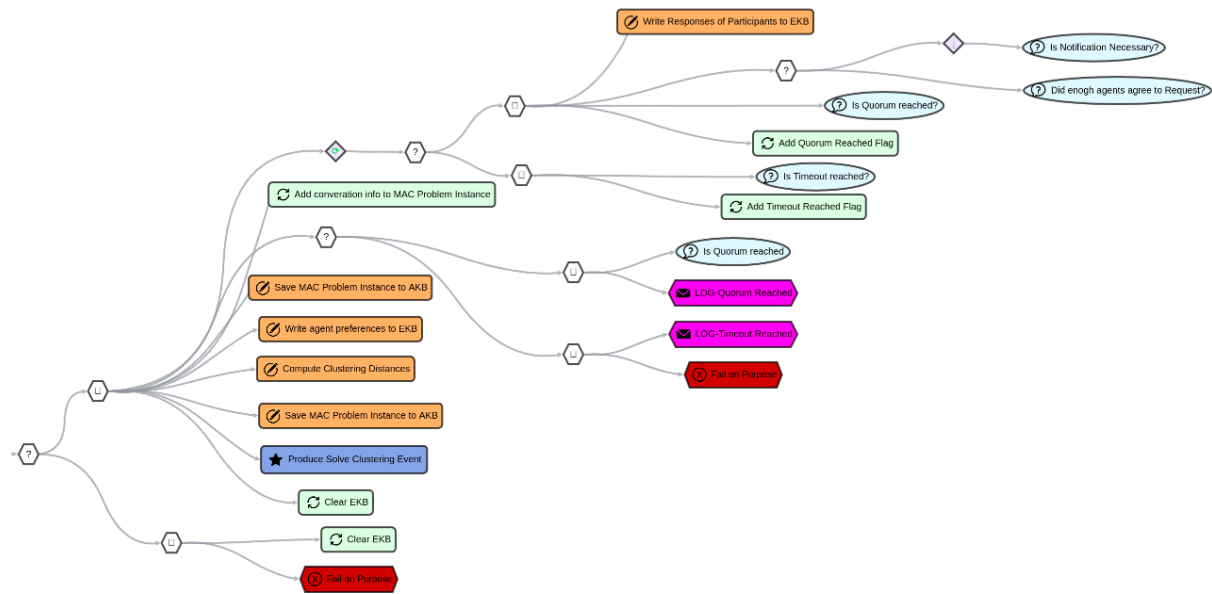 Write Responses of Participants to EKB
Is Notification Necessary?
?
Did enogh agents agree to Request?
Is Quorum reached?
Add Quorum Reached Flag
?
Is Timeout reached?
Add converation info to MAC Problem Instance
Add Timeout Reached Flag
?
Is Quorum reached
Save MAC Problem Instance to AKB
LOG-Quorum Reached
Write agent preferences to EKB
LOG-Timeout Reached
Compute Clustering Distances
Fail on Purpose
Save MAC Problem Instance to AKB
?
Produce Solve Clustering Event
Clear EKB
Clear EKB
Fail on Purpose